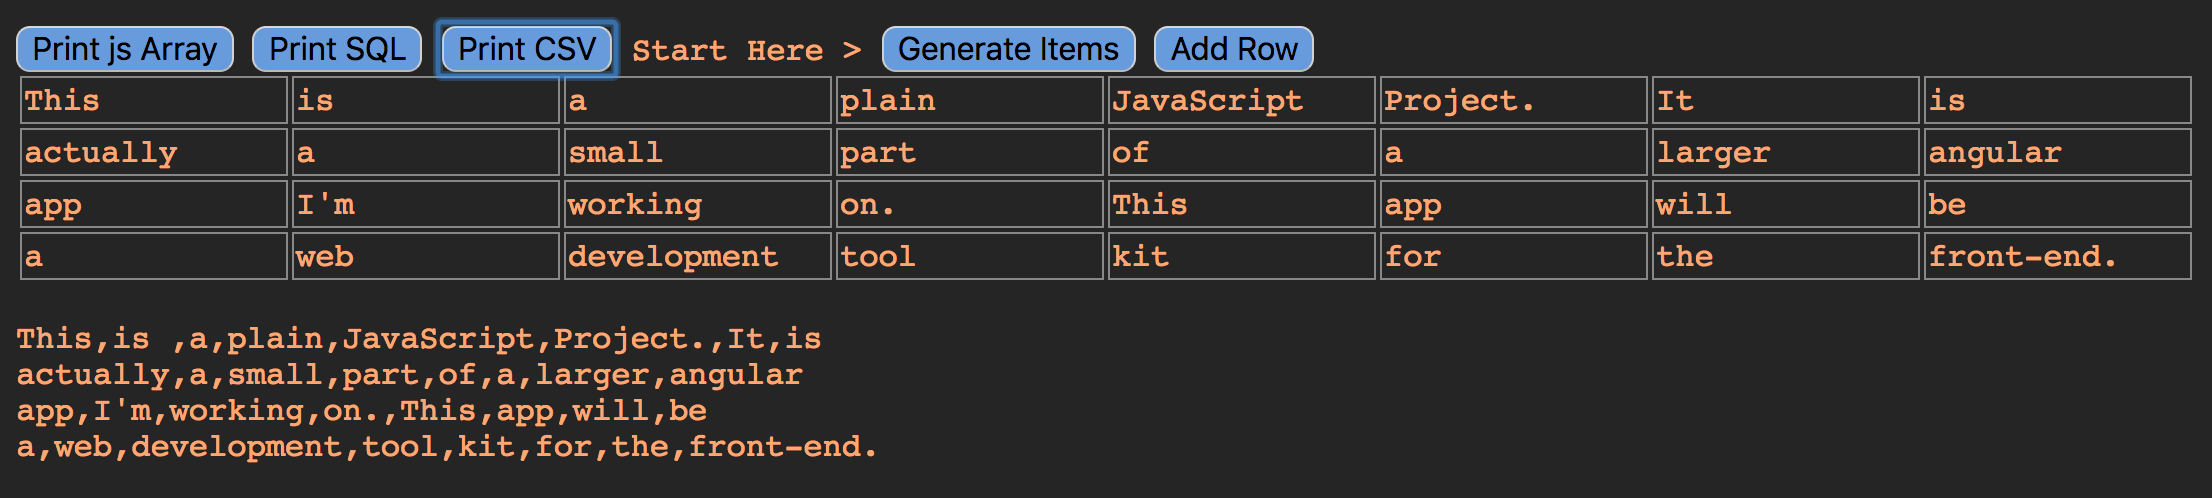 Print js Array Print SQL Print CSV Start Here > Generate Items Add Row
This is a plain JavaScript Project. It is
actually a small part of a larger angular
app I'm working on. This app will be
a web development tool kit for the front-end.
This,is ,a,plain,JavaScript,Project.,It,is
actually,a,small,part,of,a,larger,angular
app,I'm,working,on.,This,app,will,be
a,web,development,tool,kit,for,the,front-end.